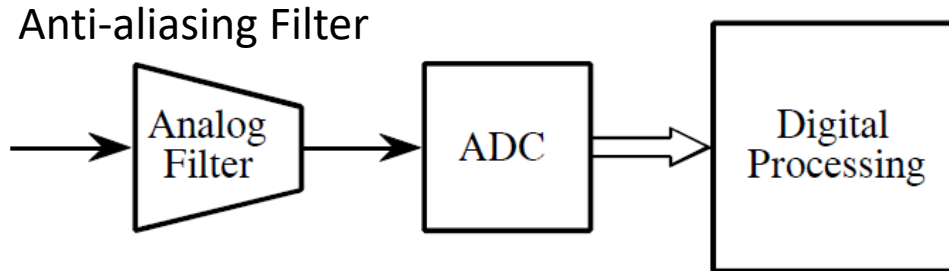 Anti-aliasing Filter
Analog
Filter
ADC
Digital
Processing